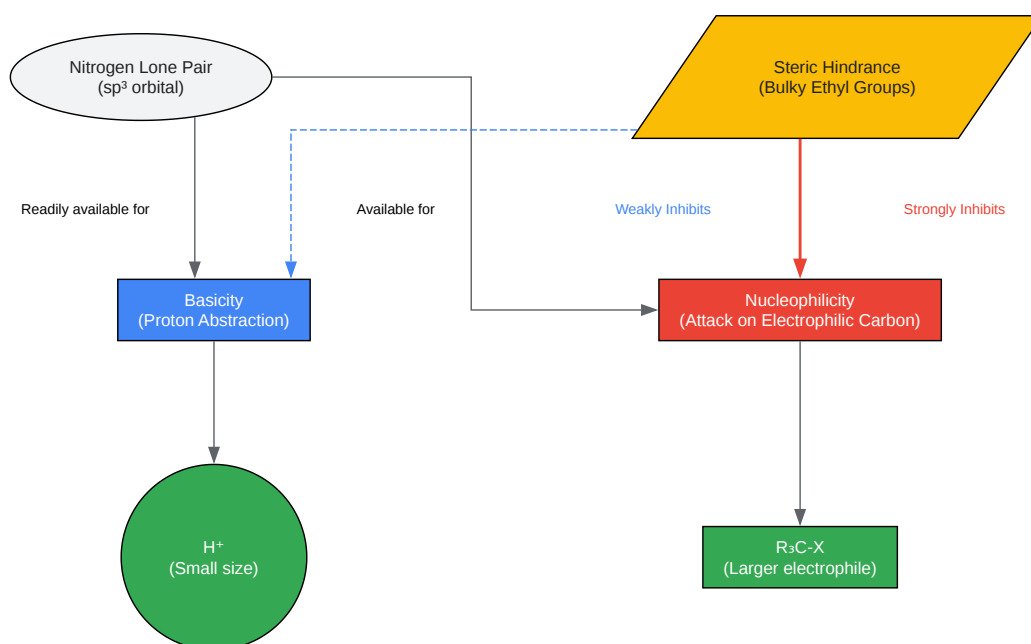 Nitrogen Lone Pair
(sp³ orbital)
Steric Hindrance
(Bulky Ethyl Groups)
Readily available for
Available for
Weakly Inhibits
Strongly Inhibits
Basicity
(Proton Abstraction)
Nucleophilicity
(Attack on Electrophilic Carbon)
H⁺
(Small size)
R₃C-X
(Larger electrophile)